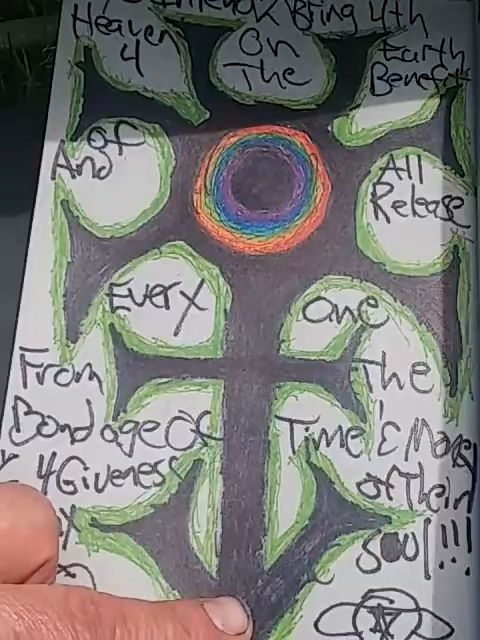 Bring 4th
Heaven 4 On The Earth
Benefit
And of All
Release
Every One
From The
Bondage Of Time & Money
4Giveness of Their
Soul!!!